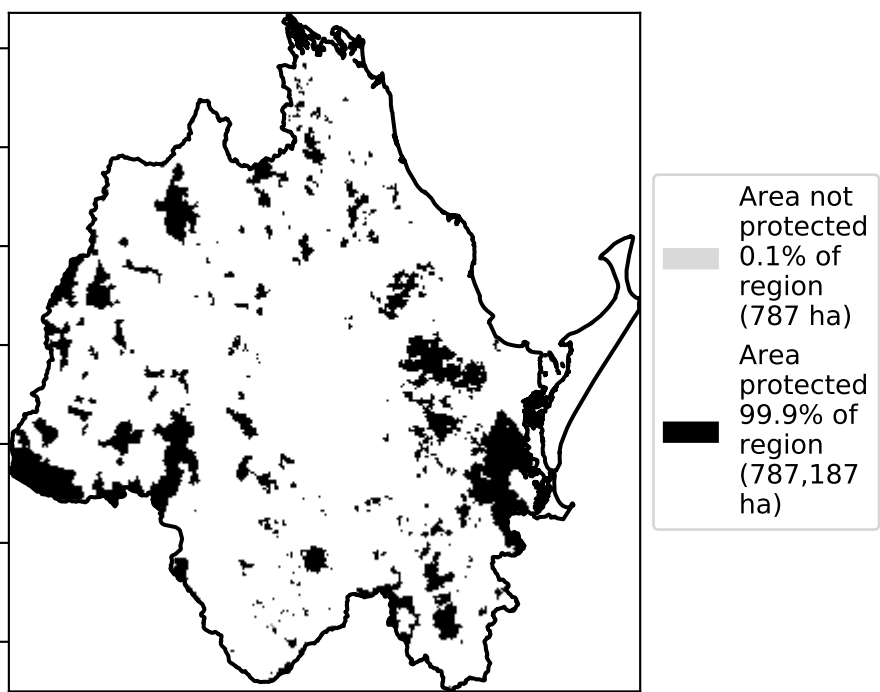 Area not
protected
0.1% of
region
(787 ha)
Area
protected
99.9% of
region
(787,187
ha)